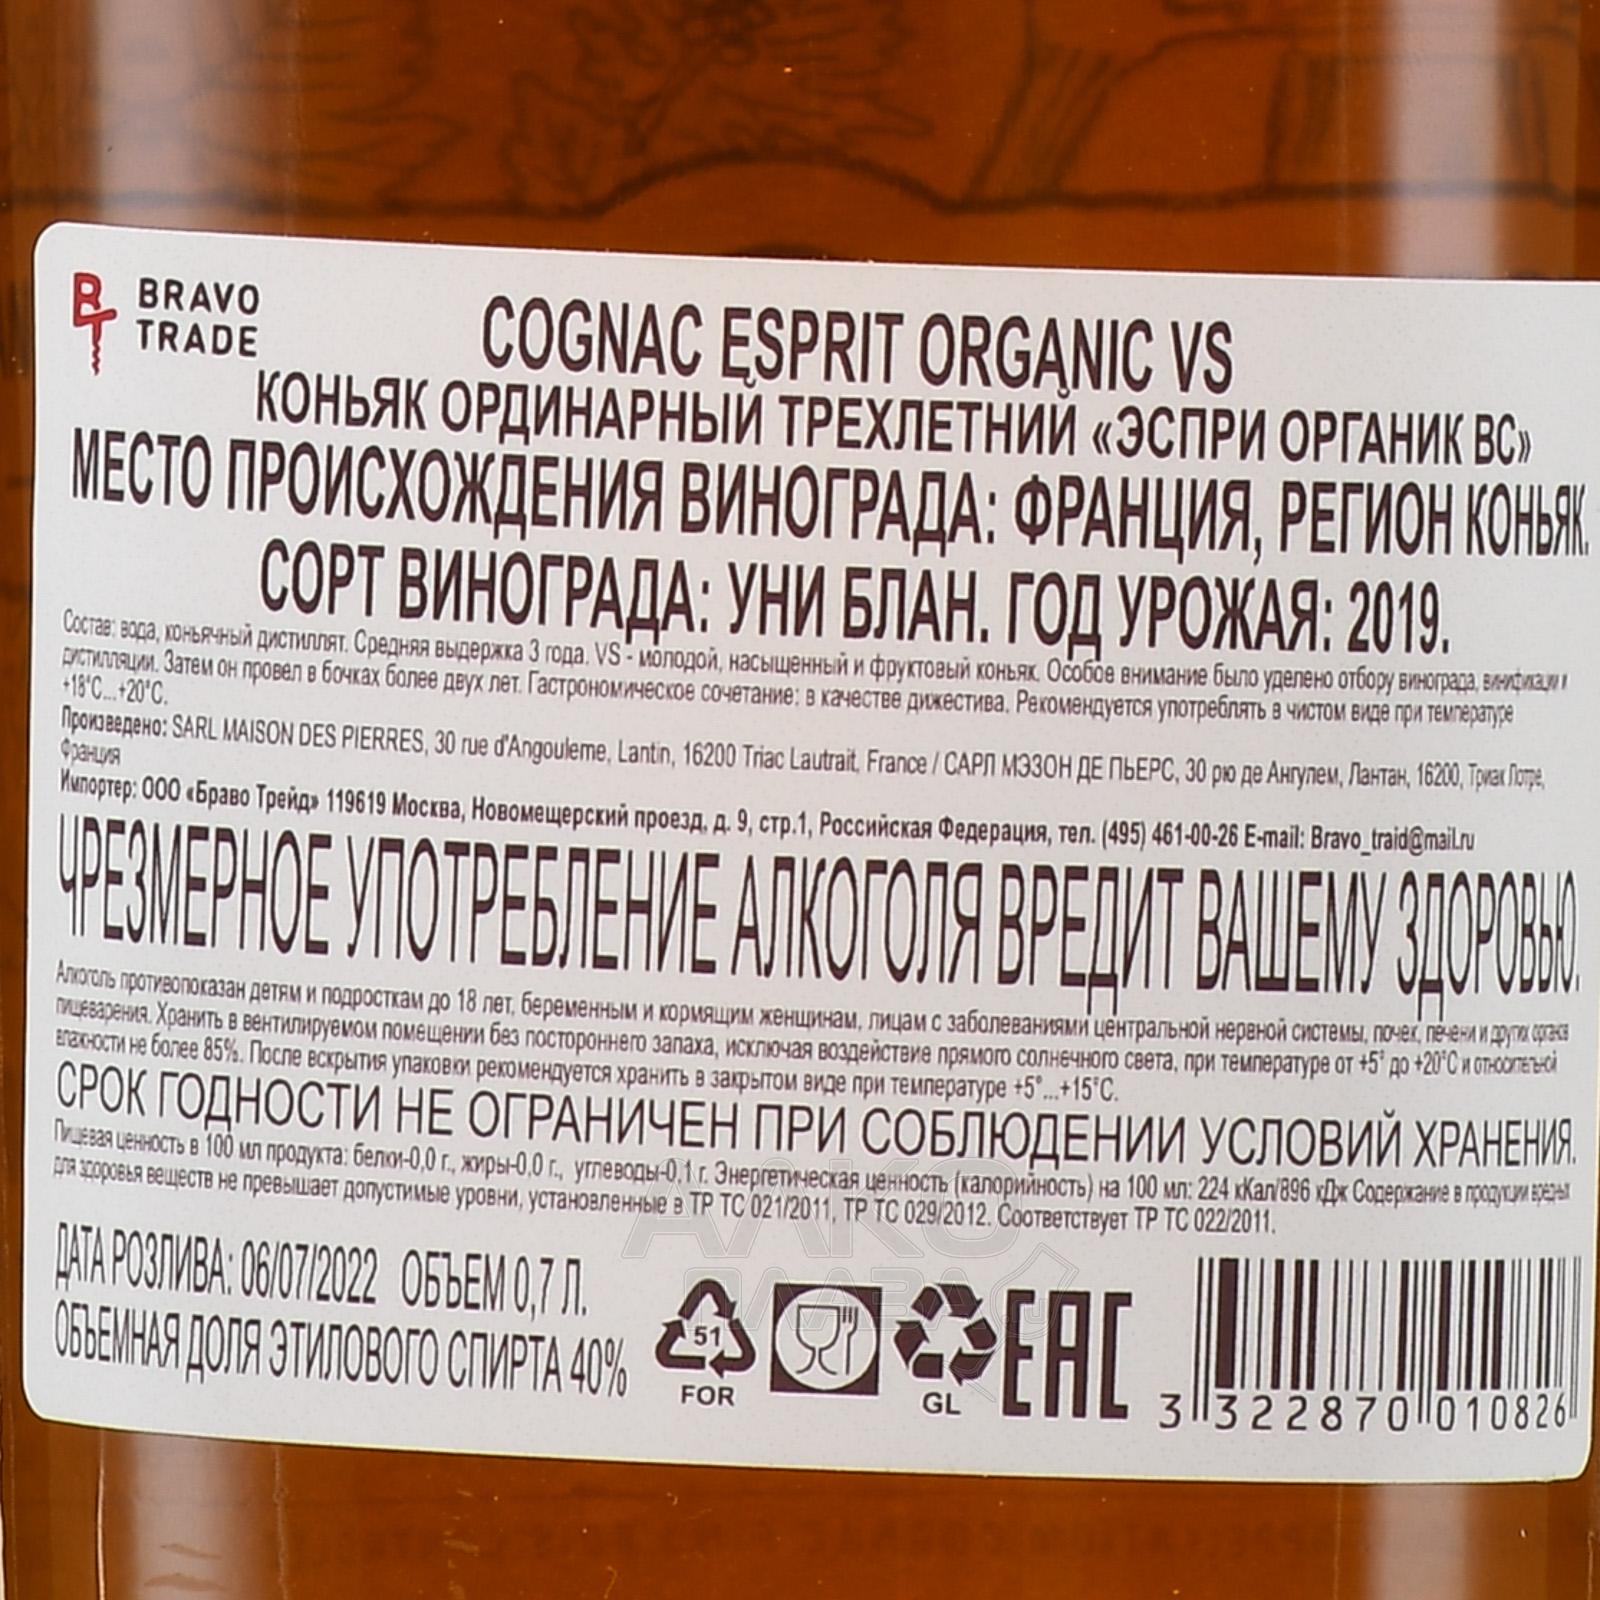 BRAVO
TRADE
COGNAC ESPRIT ORGANIC VS
КОНЬЯК ОРДИНАРНЫЙ ТРЕХЛЕТНИЙ «ЭСПРИ ОРГАНИК ВС»
МЕСТО ПРОИСХОЖДЕНИЯ ВИНОГРАДА: ФРАНЦИЯ, РЕГИОН КОНЬЯК.
СОРТ ВИНОГРАДА: УНИ БЛАН. ГОД УРОЖАЯ: 2019.
Состав: вода, коньячный дистиллят. Средняя выдержка 3 года. VS - молодой, насыщенный и фруктовый коньяк. Особое внимание было уделено отбору винограда, винификации и
дистилляции. Затем он провел в бочках более двух лет. Гастрономическое сочетание: в качестве дижестива. Рекомендуется употреблять в чистом виде при температуре
+18°С...+20°С.
Произведено: SARL MAISON DES PIERRES, 30 rue d'Angouleme, Lantin, 16200 Triac Lautrait, France / САРЛ МЭЗОН ДЕ ПЬЕРС, 30 рю де Ангулем, Лантан, 16200, Триак Лотре,
Франция
Импортер: ООО «Браво Трейд» 119619 Москва, Новомещерский проезд, д. 9, стр.1, Российская Федерация, тел. (495) 461-00-26 E-mail: Bravo_traid@mail.ru
ЧРЕЗМЕРНОЕ УПОТРЕБЛЕНИЕ АЛКОГОЛЯ ВРЕДИТ ВАШЕМУ ЗДОРОВЬЮ.
Алкоголь противопоказан детям и подросткам до 18 лет, беременным и кормящим женщинам, лицам с заболеваниями центральной нервной системы, почек, печени и других органов
пищеварения. Хранить в вентилируемом помещении без постороннего запаха, исключая воздействие прямого солнечного света, при температуре от +5° до +20°С и относительной
влажности не более 85%. После вскрытия упаковки рекомендуется хранить в закрытом виде при температуре +5°...+15°С.
СРОК ГОДНОСТИ НЕ ОГРАНИЧЕН ПРИ СОБЛЮДЕНИИ УСЛОВИЙ ХРАНЕНИЯ.
Пищевая ценность в 100 мл продукта: белки-0,0 г., жиры-0,0 г., углеводы-0,1 г. Энергетическая ценность (калорийность) на 100 мл: 224 кКал/896 кДж Содержание в продукции вредных
для здоровья веществ не превышает допустимые уровни, установленные в ТР ТС 021/2011, ТР ТС 029/2012. Соответствует ТР ТС 022/2011.
АЛКО
ПЛАЗА
ДАТА РОЗЛИВА: 06/07/2022 ОБЪЕМ 0,7 Л.
ОБЪЕМНАЯ ДОЛЯ ЭТИЛОВОГО СПИРТА 40%
51
FOR
GL
EAC
3 322870 010826